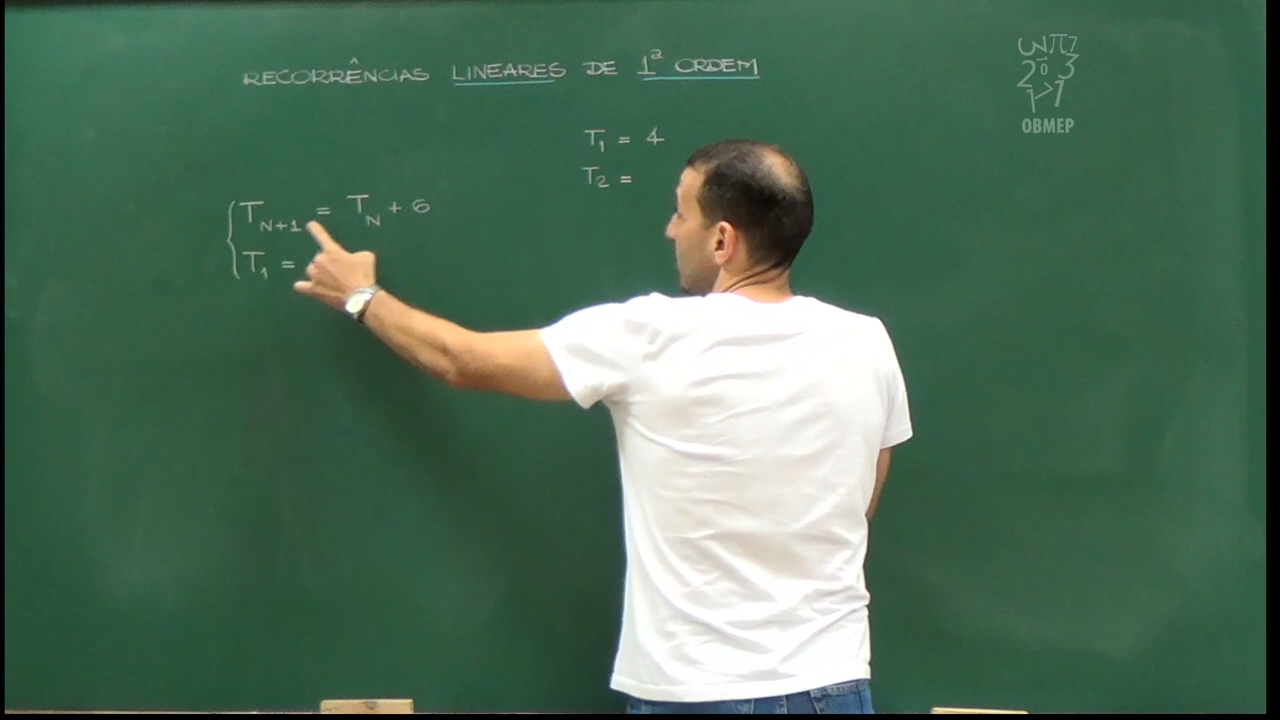 RECORRÊNCIAS LINEARES DE 1ª ORDEM
T₁ = 4
T₂ =
T_{N+1} = T_N + 6
T₁ =
OBMEP